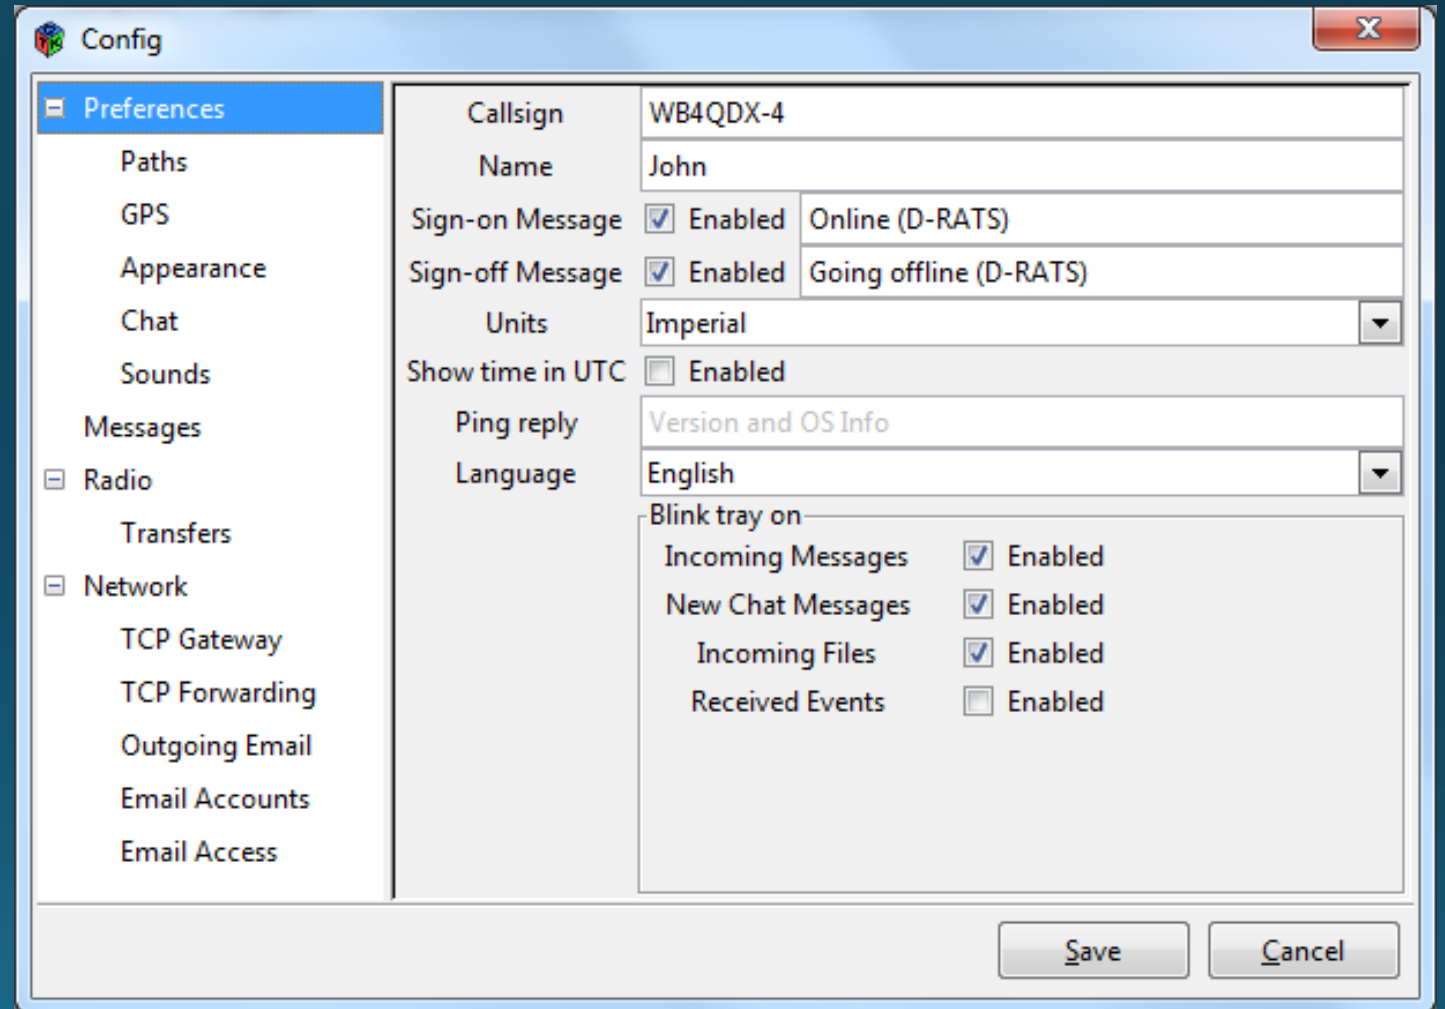 Config
Preferences
Paths
GPS
Appearance
Chat
Sounds
Messages
Radio
Transfers
Network
TCP Gateway
TCP Forwarding
Outgoing Email
Email Accounts
Email Access
Callsign WB4QDX-4
Name John
Sign-on Message Enabled Online (D-RATS)
Sign-off Message Enabled Going offline (D-RATS)
Units Imperial
Show time in UTC Enabled
Ping reply Version and OS Info
Language English
Blink tray on
Incoming Messages Enabled
New Chat Messages Enabled
Incoming Files Enabled
Received Events Enabled
Save Cancel